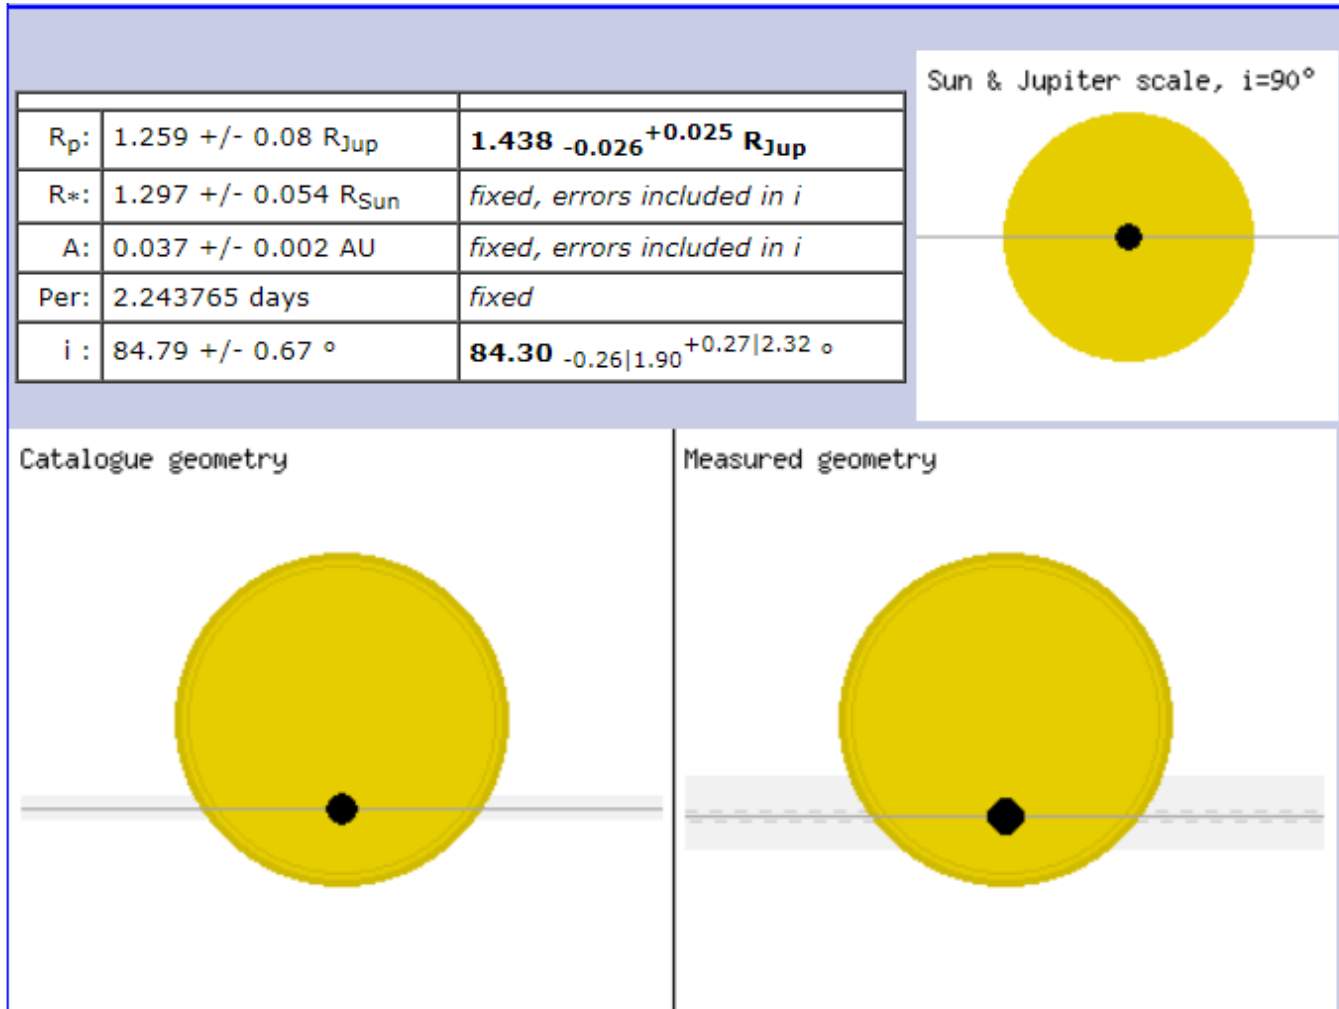 Sun & Jupiter scale, i=90°
Rp: 1.259 +/- 0.08 RJup 1.438 -0.026+0.025 RJup
R*: 1.297 +/- 0.054 RSun fixed, errors included in i
A: 0.037 +/- 0.002 AU fixed, errors included in i
Per: 2.243765 days fixed
i : 84.79 +/- 0.67 º 84.30 -0.26|1.90+0.27|2.32 º
Catalogue geometry
Measured geometry